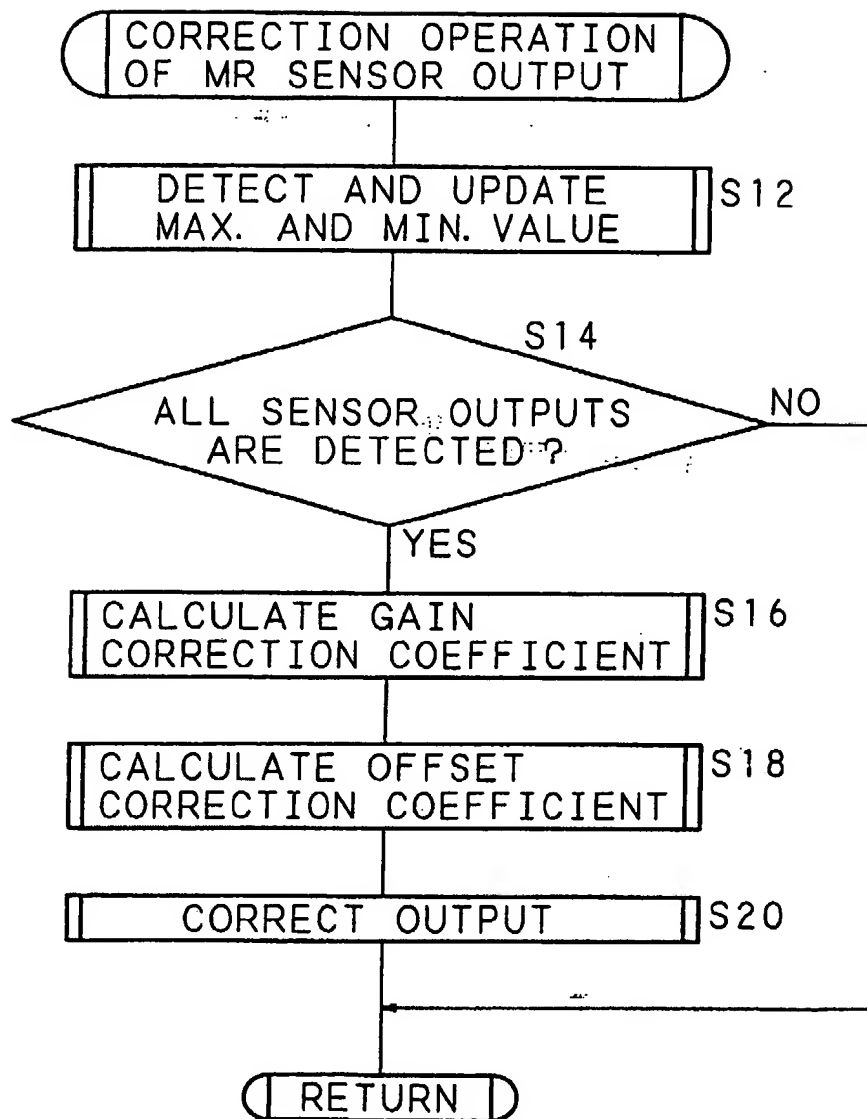 CORRECTION OPERATION
OF MR SENSOR OUTPUT
DETECT AND UPDATE
MAX. AND MIN. VALUE
S12
S14
ALL SENSOR OUTPUTS
ARE DETECTED?
NO
YES
CALCULATE GAIN
CORRECTION COEFFICIENT
S16
CALCULATE OFFSET
CORRECTION COEFFICIENT
S18
CORRECT OUTPUT
S20
RETURN